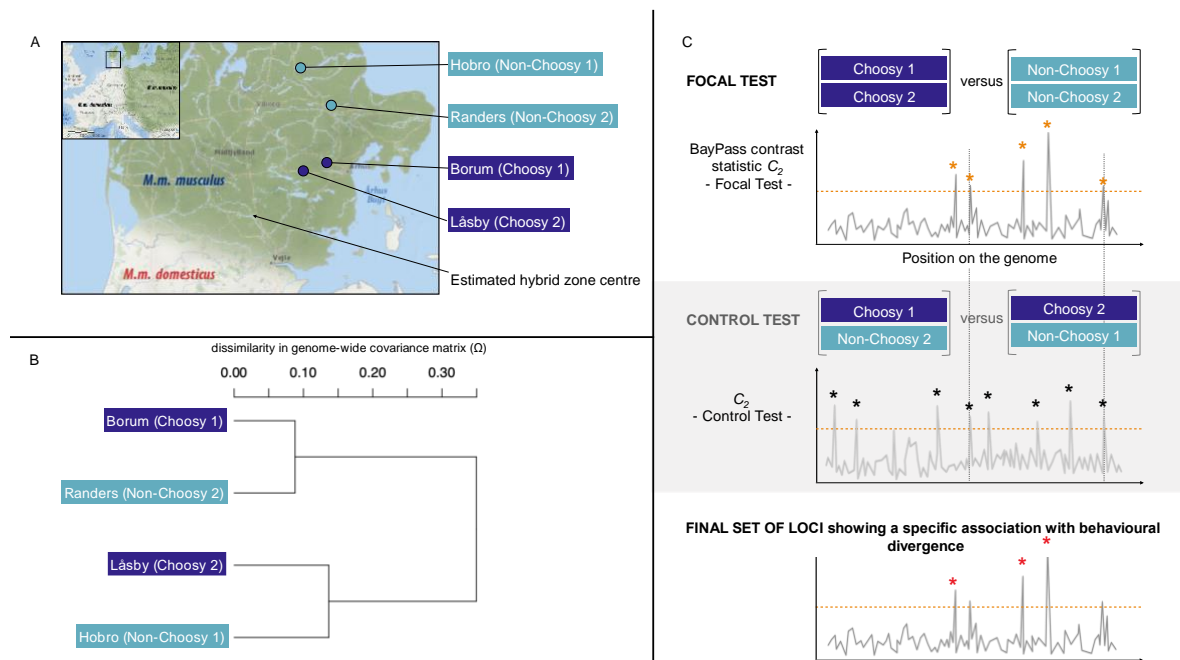 A
Hobro (Non-Choosy 1)
Randers (Non-Choosy 2)
Borum (Choosy 1)
Låsby (Choosy 2)
Estimated hybrid zone centre
M.m. musculus
M.m. domesticus
Vejle
B
dissimilarity in genome-wide covariance matrix (Ω)
0.00 0.10 0.20 0.30
Borum (Choosy 1)
Randers (Non-Choosy 2)
Låsby (Choosy 2)
Hobro (Non-Choosy 1)
C
FOCAL TEST
Choosy 1
Choosy 2
versus
Non-Choosy 1
Non-Choosy 2
BayPass contrast
statistic C₂
- Focal Test -
* * * * *
Position on the genome
CONTROL TEST
Choosy 1
Non-Choosy 2
versus
Choosy 2
Non-Choosy 1
C₂
- Control Test -
* * * * * * * *
FINAL SET OF LOCI showing a specific association with behavioural
divergence
* * *